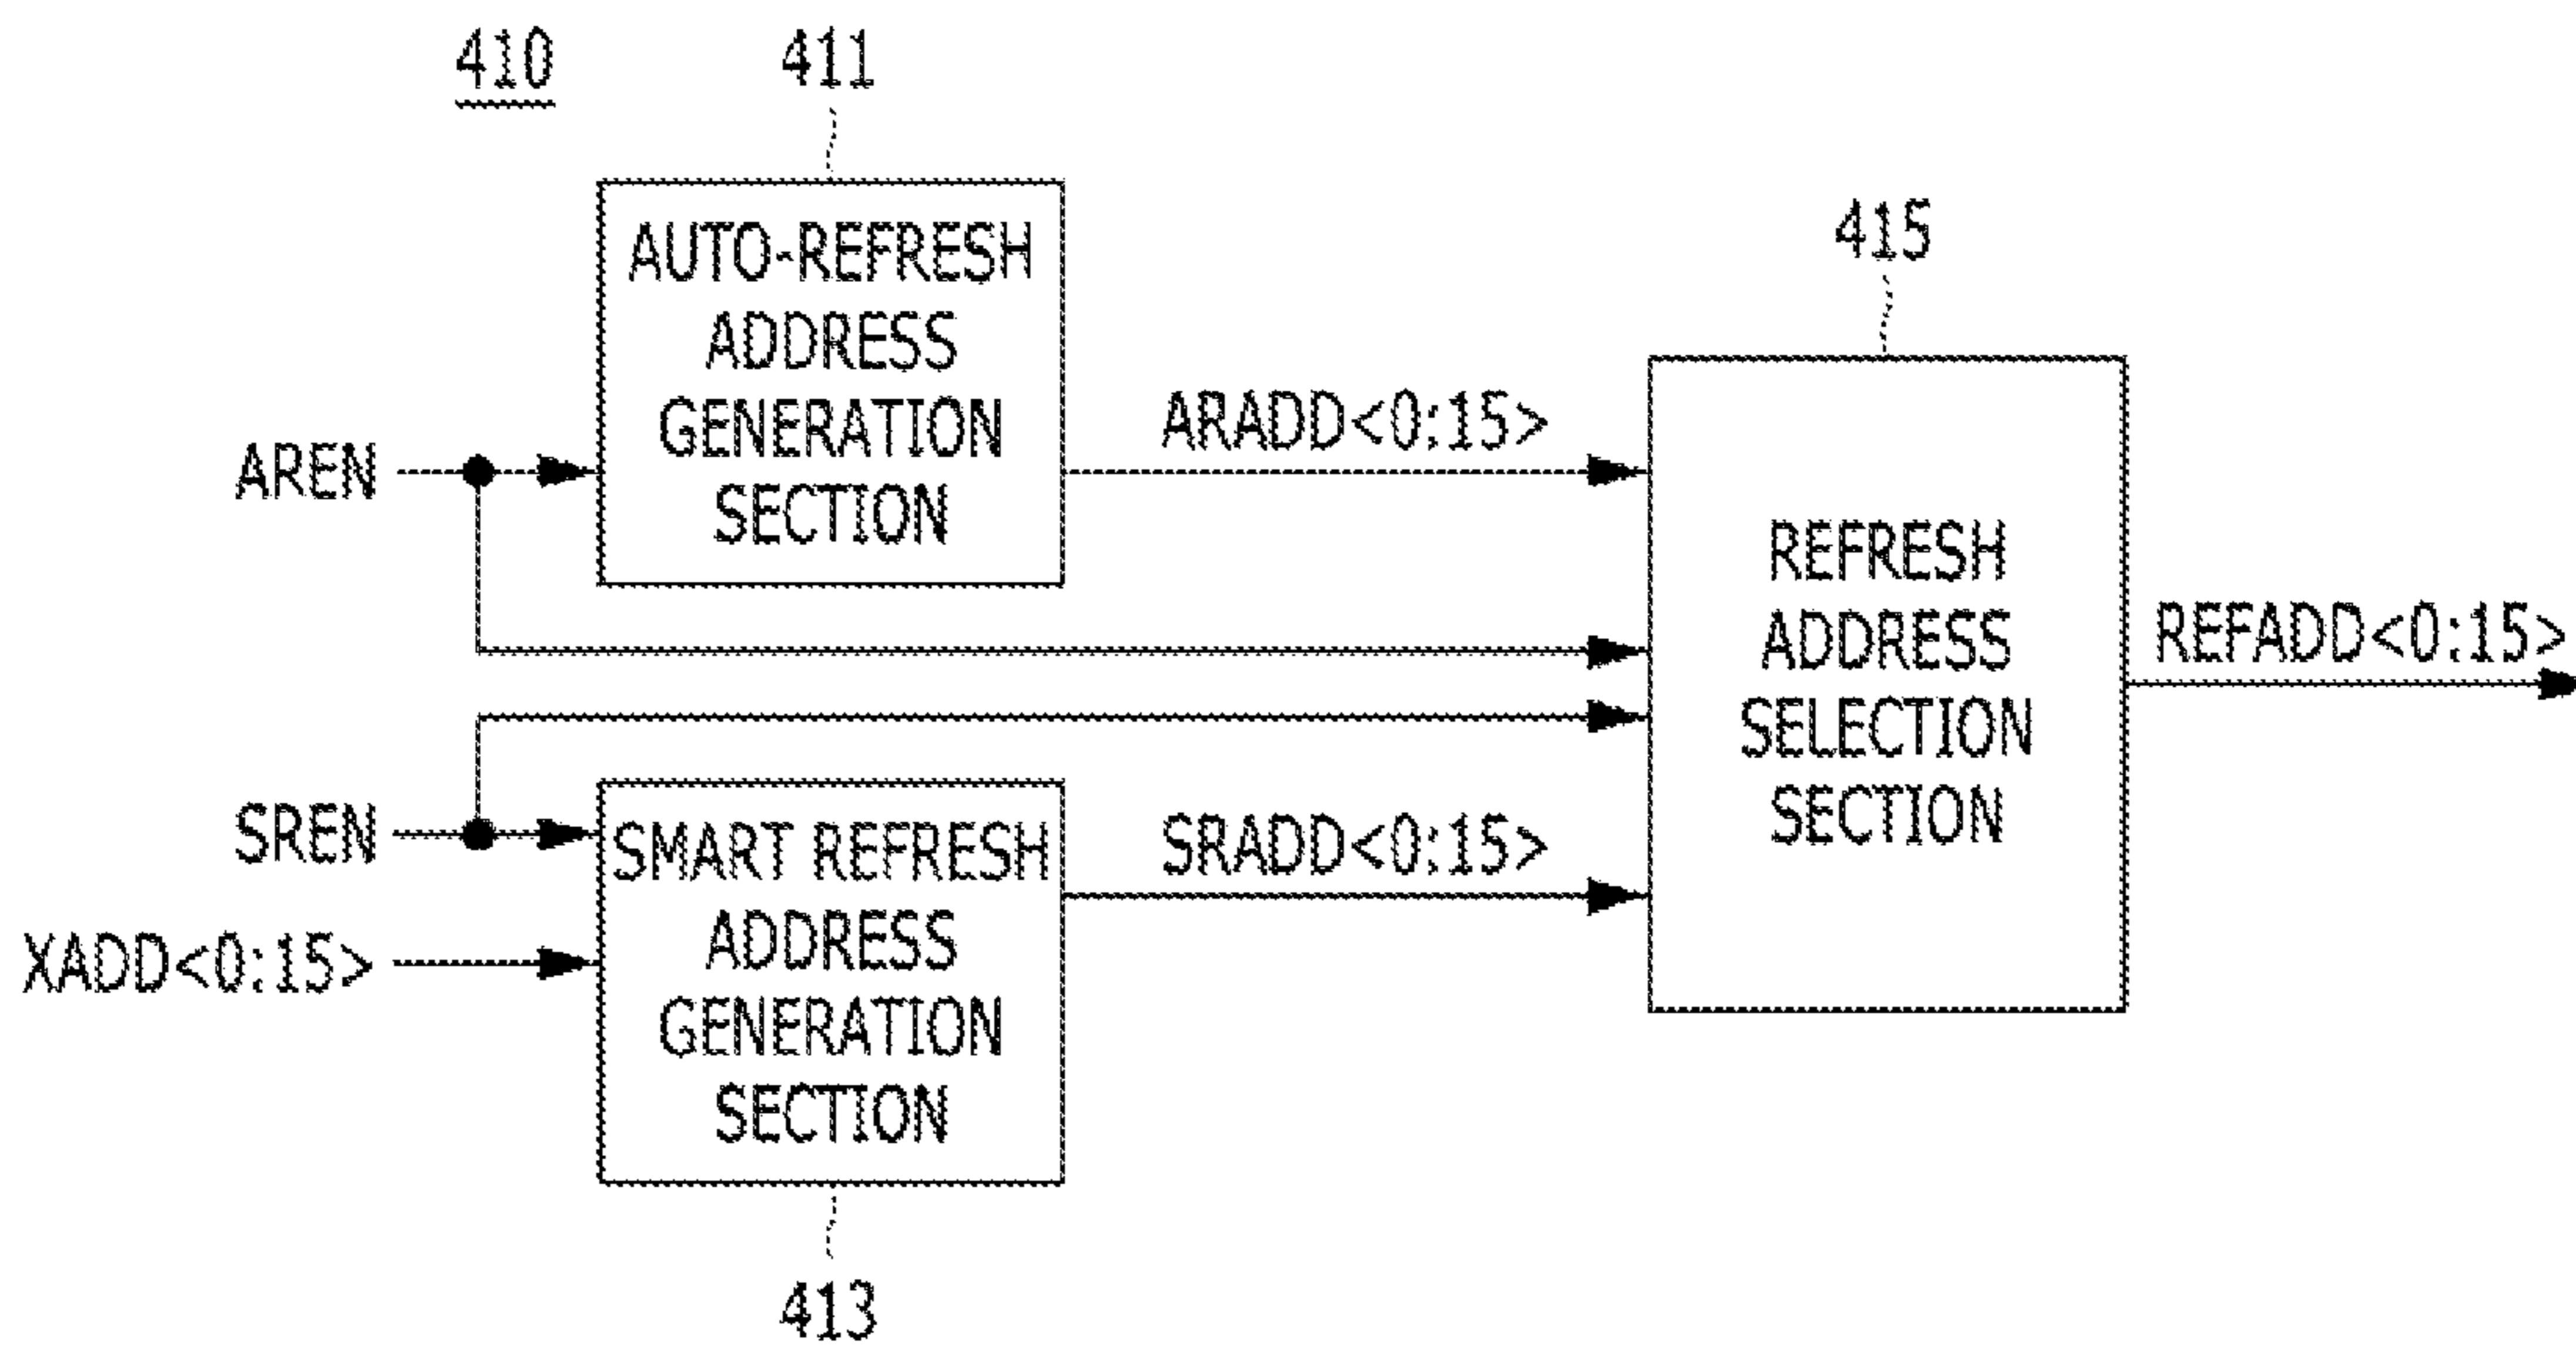 410
411
AUTO-REFRESH
ADDRESS
GENERATION
SECTION
AREN
ARADD<0:15>
415
REFRESH
ADDRESS
SELECTION
SECTION
REFADD<0:15>
SREN
XADD<0:15>
SMART REFRESH
ADDRESS
GENERATION
SECTION
SRADD<0:15>
413